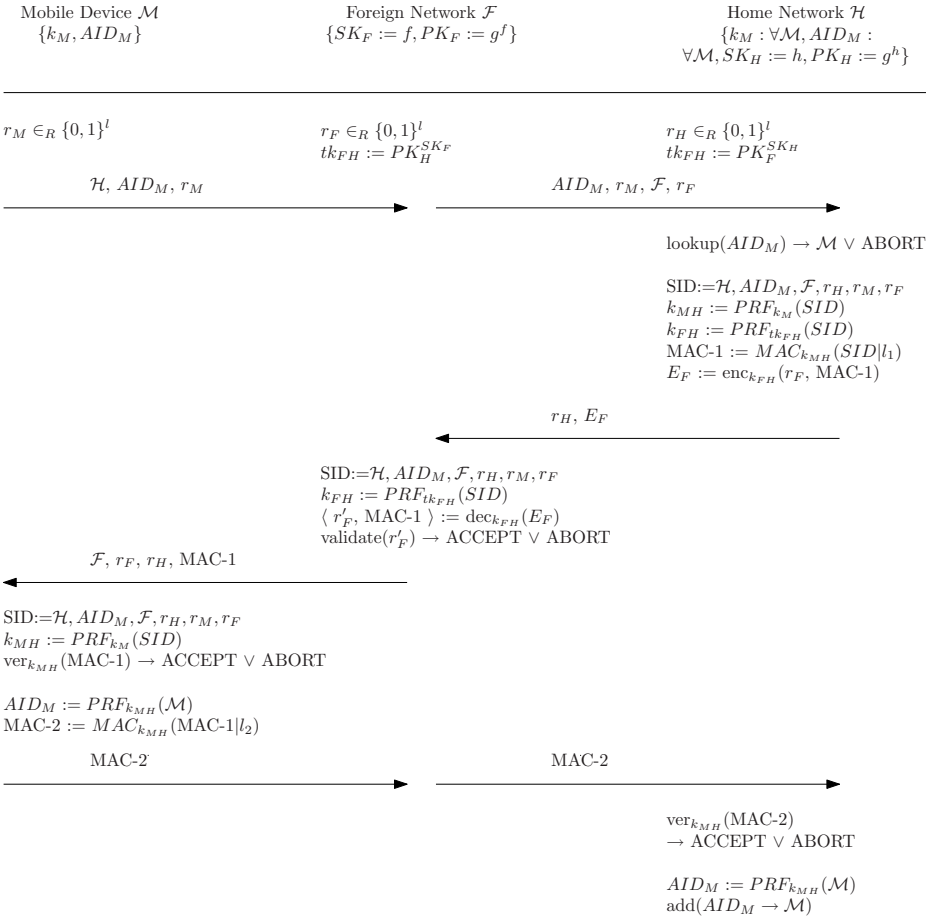 Mobile Device ℳ
{k_M, AID_M}
Foreign Network ℱ
{SK_F := f, PK_F := g^f}
Home Network ℋ
{k_M : ∀ℳ, AID_M :
∀ℳ, SK_H := h, PK_H := g^h}
r_M ∈_R {0,1}^l
r_F ∈_R {0,1}^l
tk_FH := PK_H^{SK_F}
r_H ∈_R {0,1}^l
tk_FH := PK_F^{SK_H}
ℋ, AID_M, r_M
AID_M, r_M, ℱ, r_F
lookup(AID_M) → ℳ ∨ ABORT
SID:=ℋ, AID_M, ℱ, r_H, r_M, r_F
k_MH := PRF_{k_M}(SID)
k_FH := PRF_{tk_FH}(SID)
MAC-1 := MAC_{k_MH}(SID|l_1)
E_F := enc_{k_FH}(r_F, MAC-1)
r_H, E_F
SID:=ℋ, AID_M, ℱ, r_H, r_M, r_F
k_FH := PRF_{tk_FH}(SID)
⟨ r'_F, MAC-1 ⟩ := dec_{k_FH}(E_F)
validate(r'_F) → ACCEPT ∨ ABORT
ℱ, r_F, r_H, MAC-1
SID:=ℋ, AID_M, ℱ, r_H, r_M, r_F
k_MH := PRF_{k_M}(SID)
ver_{k_MH}(MAC-1) → ACCEPT ∨ ABORT
AID_M := PRF_{k_MH}(ℳ)
MAC-2 := MAC_{k_MH}(MAC-1|l_2)
MAC-2
MAC-2
ver_{k_MH}(MAC-2)
→ ACCEPT ∨ ABORT
AID_M := PRF_{k_MH}(ℳ)
add(AID_M → ℳ)